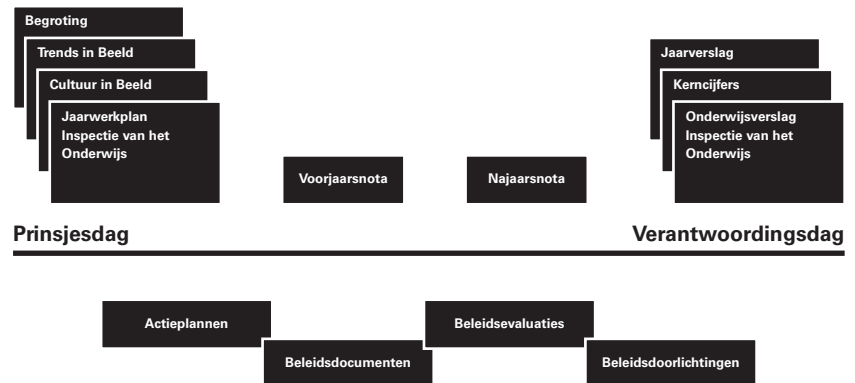 Begroting
Trends in Beeld
Cultuur in Beeld
Jaarwerkplan
Inspectie van het
Onderwijs
Voorjaarsnota
Najaarsnota
Jaarverslag
Kerncijfers
Onderwijsverslag
Inspectie van het
Onderwijs
Prinsjesdag
Verantwoordingsdag
Actieplannen
Beleidsdocumenten
Beleidsevaluaties
Beleidsdoorlichtingen